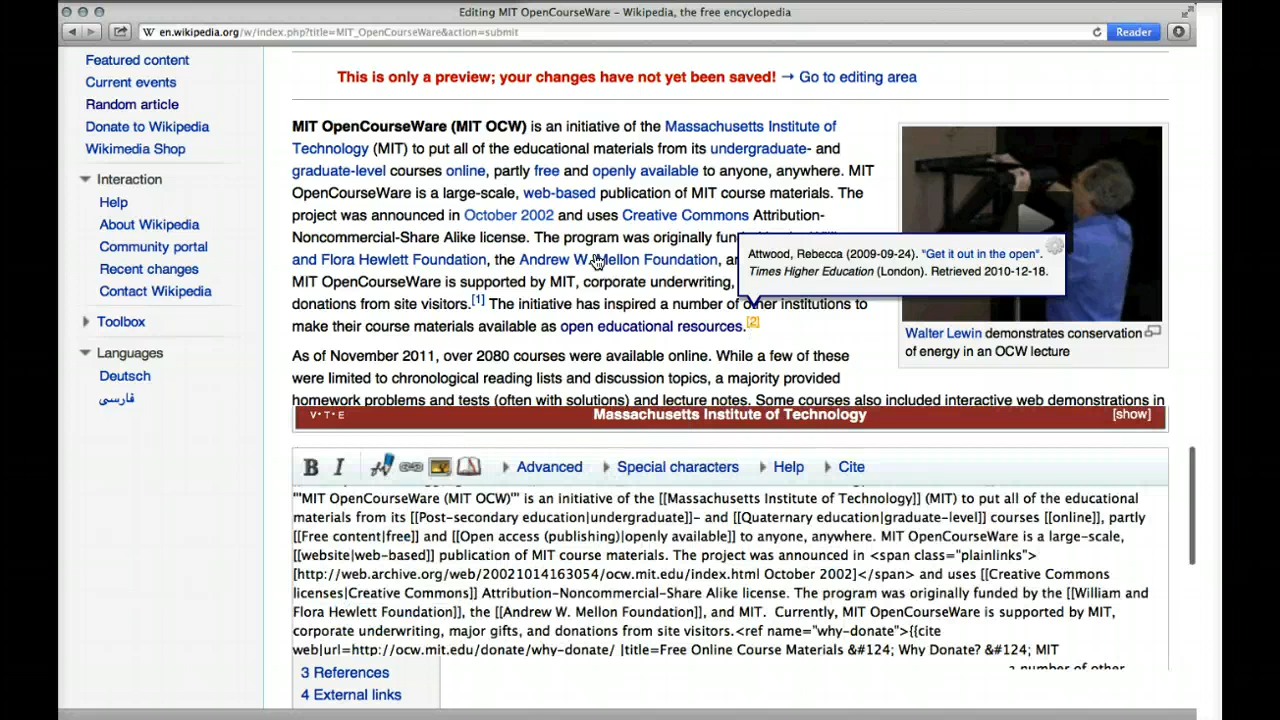 Editing MIT OpenCourseWare – Wikipedia, the free encyclopedia
W en.wikipedia.org/w/index.php?title=MIT_OpenCourseWare&action=submit
Reader
Featured content
Current events
Random article
Donate to Wikipedia
Wikimedia Shop
Interaction
Help
About Wikipedia
Community portal
Recent changes
Contact Wikipedia
Toolbox
Languages
Deutsch
فارسی
This is only a preview; your changes have not yet been saved! → Go to editing area
MIT OpenCourseWare (MIT OCW) is an initiative of the Massachusetts Institute of
Technology (MIT) to put all of the educational materials from its undergraduate- and
graduate-level courses online, partly free and openly available to anyone, anywhere. MIT
OpenCourseWare is a large-scale, web-based publication of MIT course materials. The
project was announced in October 2002 and uses Creative Commons Attribution-
Noncommercial-Share Alike license. The program was originally
and Flora Hewlett Foundation, the Andrew W. Mellon Foundation,
MIT OpenCourseWare is supported by MIT, corporate underwriting,
donations from site visitors.[1] The initiative has inspired a number of other institutions to
make their course materials available as open educational resources.[2]
As of November 2011, over 2080 courses were available online. While a few of these
were limited to chronological reading lists and discussion topics, a majority provided
homework problems and tests (often with solutions) and lecture notes. Some courses also included interactive web demonstrations in
Attwood, Rebecca (2009-09-24). "Get it out in the open".
Times Higher Education (London). Retrieved 2010-12-18.
Walter Lewin demonstrates conservation
of energy in an OCW lecture
V · T · E Massachusetts Institute of Technology [show]
B I Advanced Special characters Help Cite
'''MIT OpenCourseWare (MIT OCW)''' is an initiative of the [[Massachusetts Institute of Technology]] (MIT) to put all of the educational
materials from its [[Post-secondary education|undergraduate]]- and [[Quaternary education|graduate-level]] courses [[online]], partly
[[Free content|free]] and [[Open access (publishing)|openly available]] to anyone, anywhere. MIT OpenCourseWare is a large-scale,
[[website|web-based]] publication of MIT course materials. The project was announced in <span class="plainlinks">
[http://web.archive.org/web/20021014163054/ocw.mit.edu/index.html October 2002]</span> and uses [[Creative Commons
licenses|Creative Commons]] Attribution-Noncommercial-Share Alike license. The program was originally funded by the [[William and
Flora Hewlett Foundation]], the [[Andrew W. Mellon Foundation]], and MIT.  Currently, MIT OpenCourseWare is supported by MIT,
corporate underwriting, major gifts, and donations from site visitors.<ref name="why-donate">{{cite
web|url=http://ocw.mit.edu/donate/why-donate/ |title=Free Online Course Materials &#124; Why Donate? &#124; MIT
a number of other
3 References
4 External links